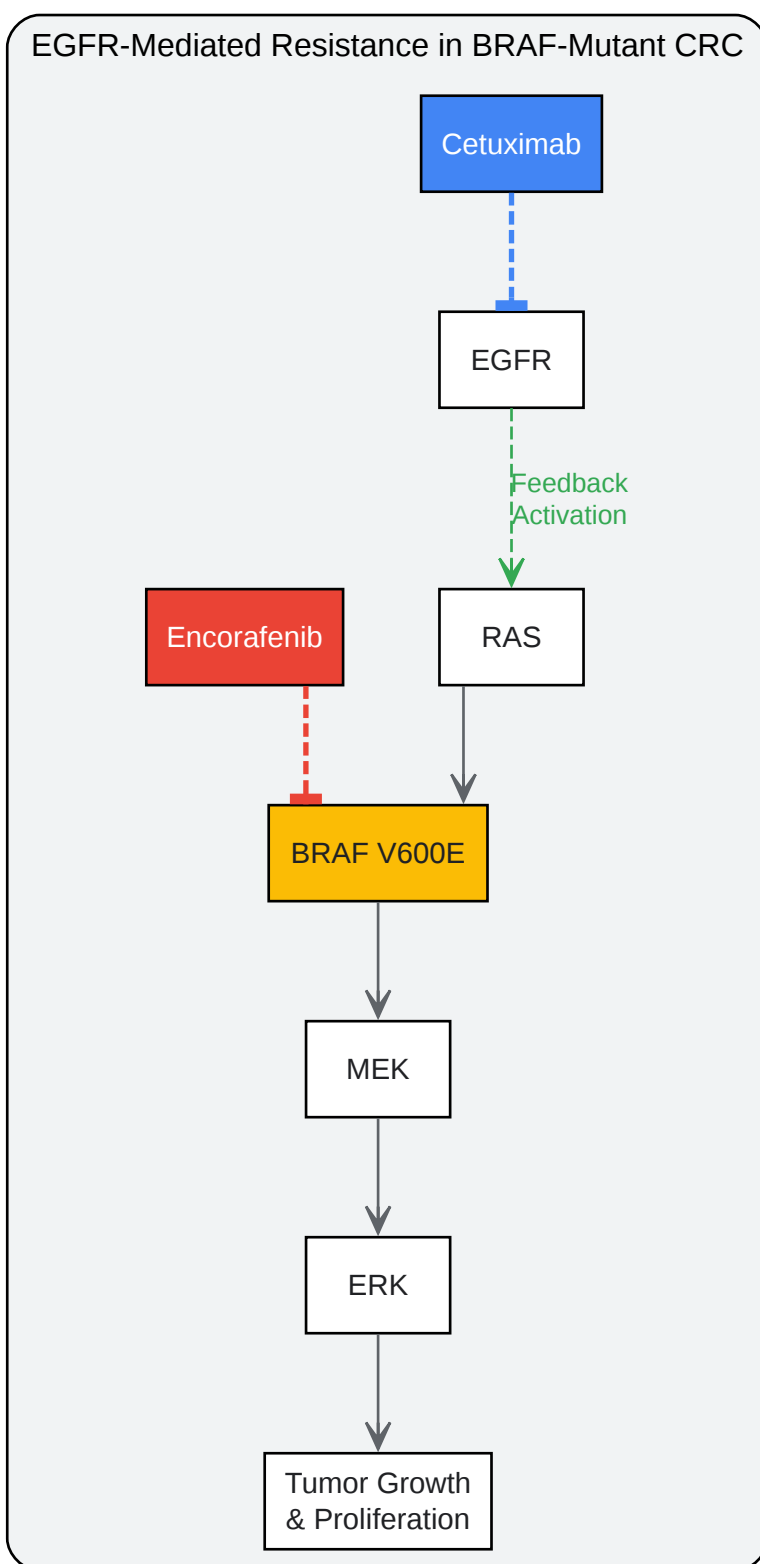 EGFR-Mediated Resistance in BRAF-Mutant CRC
Cetuximab
EGFR
Feedback
Activation
Encorafenib
RAS
BRAF V600E
MEK
ERK
Tumor Growth
& Proliferation